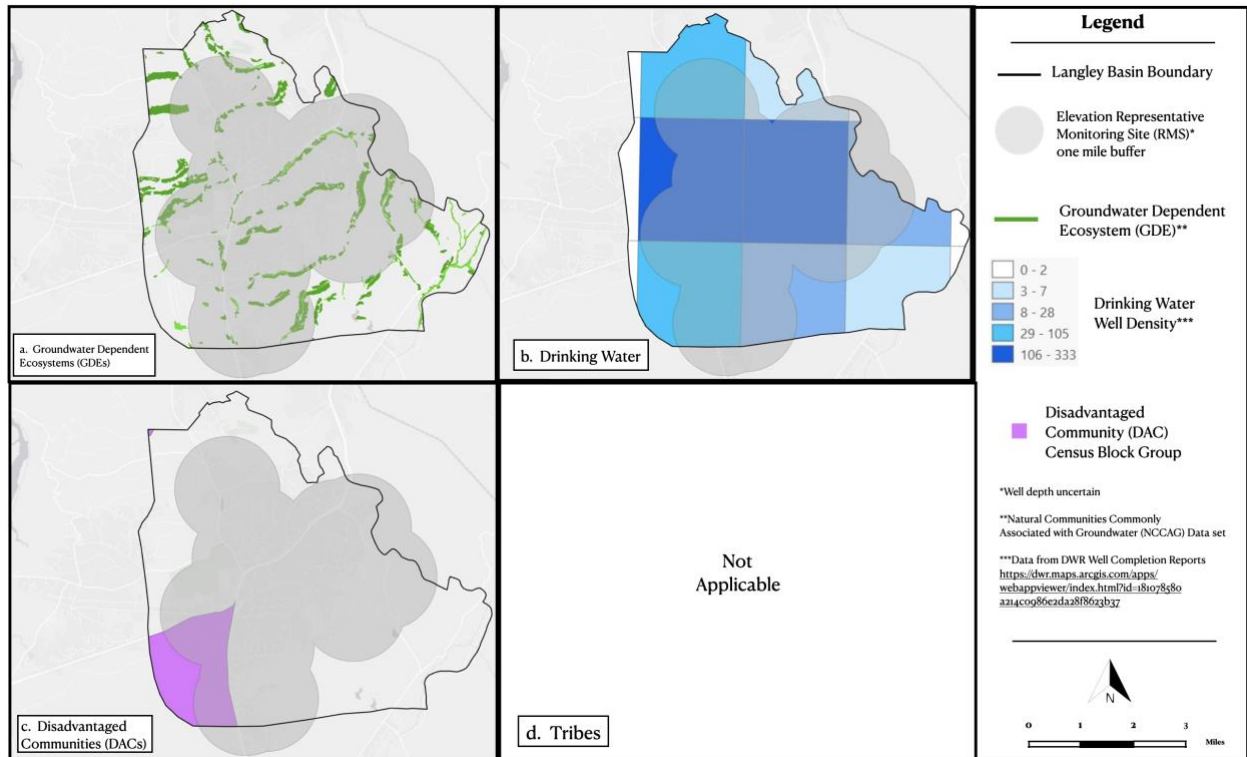 a. Groundwater Dependent
Ecosystems (GDEs)
b. Drinking Water
c. Disadvantaged
Communities (DACs)
Not
Applicable
d. Tribes
Legend
Langley Basin Boundary
Elevation Representative
Monitoring Site (RMS)*
one mile buffer
Groundwater Dependent
Ecosystem (GDE)**
0 - 2
3 - 7
8 - 28
29 - 105
106 - 333
Drinking Water
Well Density***
Disadvantaged
Community (DAC)
Census Block Group
*Well depth uncertain
**Natural Communities Commonly
Associated with Groundwater (NCCAG) Data set
***Data from DWR Well Completion Reports
https://dwr.maps.arcgis.com/apps/
webappviewer/index.html?id=181078580
a214c0986e2da28f8623b37
N
0 1 2 3
Miles